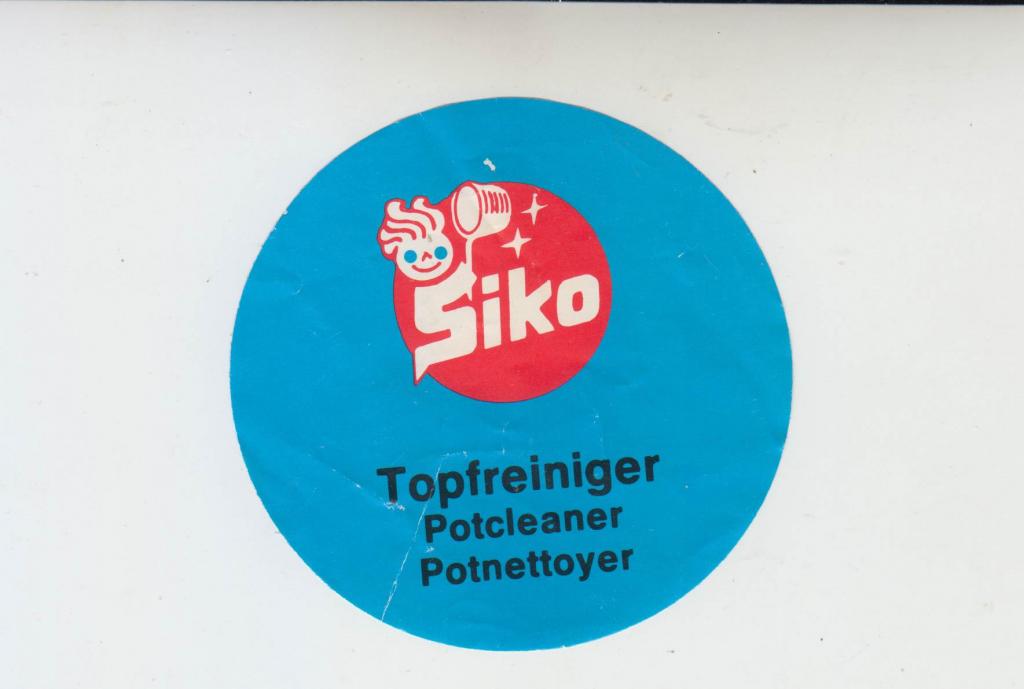 Siko
Topfreiniger
Potcleaner
Potnettoyer